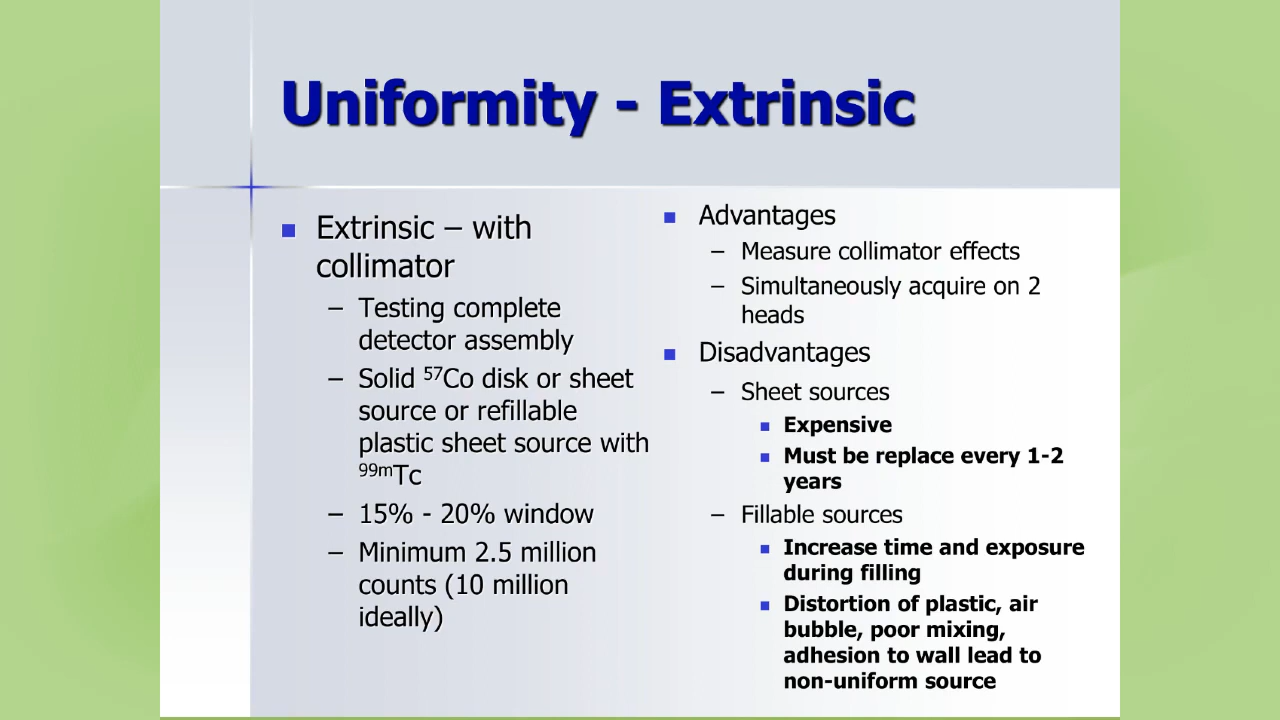 Uniformity - Extrinsic
Extrinsic – with
collimator
– Testing complete
detector assembly
– Solid ⁵⁷Co disk or sheet
source or refillable
plastic sheet source with
⁹⁹ᵐTc
– 15% - 20% window
– Minimum 2.5 million
counts (10 million
ideally)
Advantages
– Measure collimator effects
– Simultaneously acquire on 2
heads
Disadvantages
– Sheet sources
Expensive
Must be replace every 1-2
years
– Fillable sources
Increase time and exposure
during filling
Distortion of plastic, air
bubble, poor mixing,
adhesion to wall lead to
non-uniform source